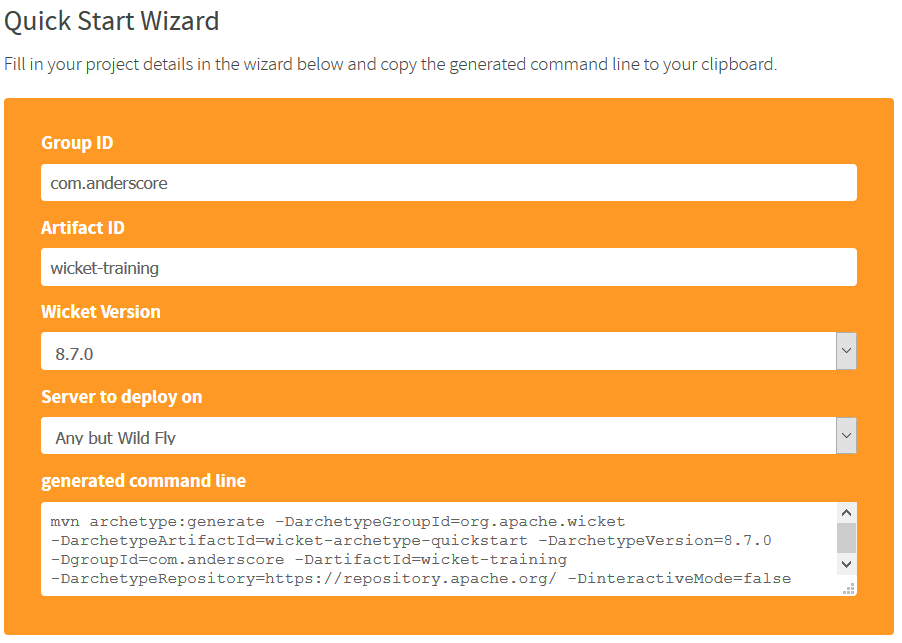 Quick Start Wizard
Fill in your project details in the wizard below and copy the generated command line to your clipboard.
Group ID
com.anderscore
Artifact ID
wicket-training
Wicket Version
8.7.0
Server to deploy on
Any but Wild Fly
generated command line
mvn archetype:generate -DarchetypeGroupId=org.apache.wicket
-DarchetypeArtifactId=wicket-archetype-quickstart -DarchetypeVersion=8.7.0
-DgroupId=com.anderscore -DartifactId=wicket-training
-DarchetypeRepository=https://repository.apache.org/ -DinteractiveMode=false